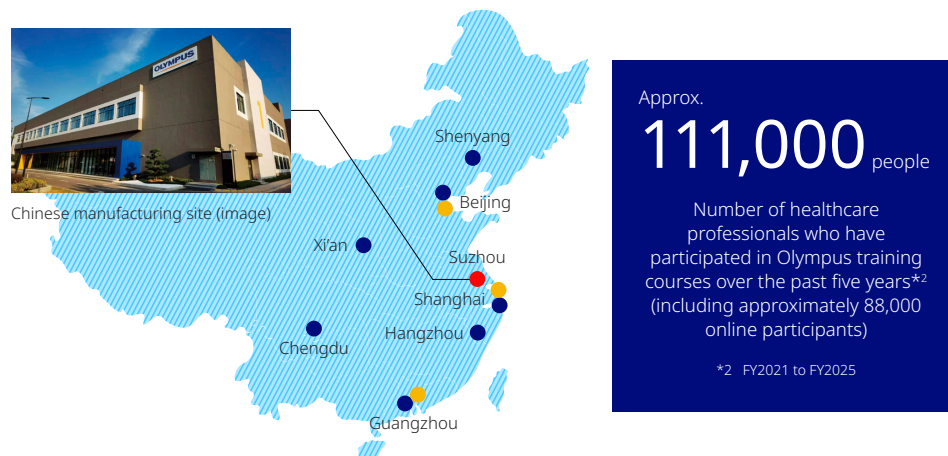 OLYMPUS
Chinese manufacturing site (image)
Shenyang
Beijing
Xi'an
Suzhou
Shanghai
Hangzhou
Chengdu
Guangzhou
Approx.
111,000 people
Number of healthcare
professionals who have
participated in Olympus training
courses over the past five years*2
(including approximately 88,000
online participants)
*2 FY2021 to FY2025